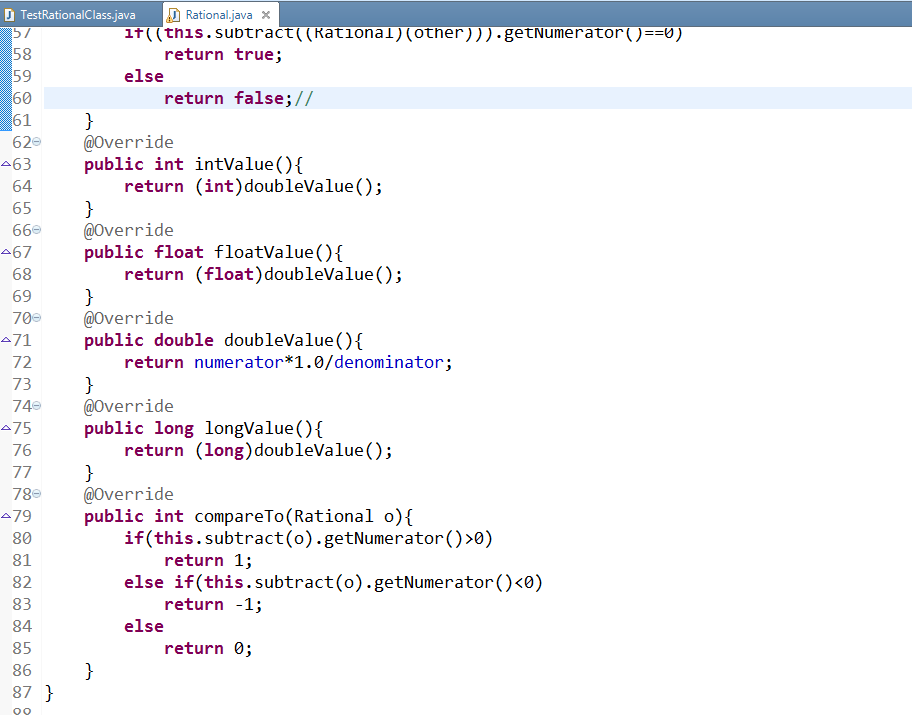 TestRationalClass.java Rational.java
57 if((this.subtract((Rational)(other))).getNumerator()==0)
58 return true;
59 else
60 return false;//
61 }
62 @Override
63 public int intValue(){
64 return (int)doubleValue();
65 }
66 @Override
67 public float floatValue(){
68 return (float)doubleValue();
69 }
70 @Override
71 public double doubleValue(){
72 return numerator*1.0/denominator;
73 }
74 @Override
75 public long longValue(){
76 return (long)doubleValue();
77 }
78 @Override
79 public int compareTo(Rational o){
80 if(this.subtract(o).getNumerator()>0)
81 return 1;
82 else if(this.subtract(o).getNumerator()<0)
83 return -1;
84 else
85 return 0;
86 }
87 }
88